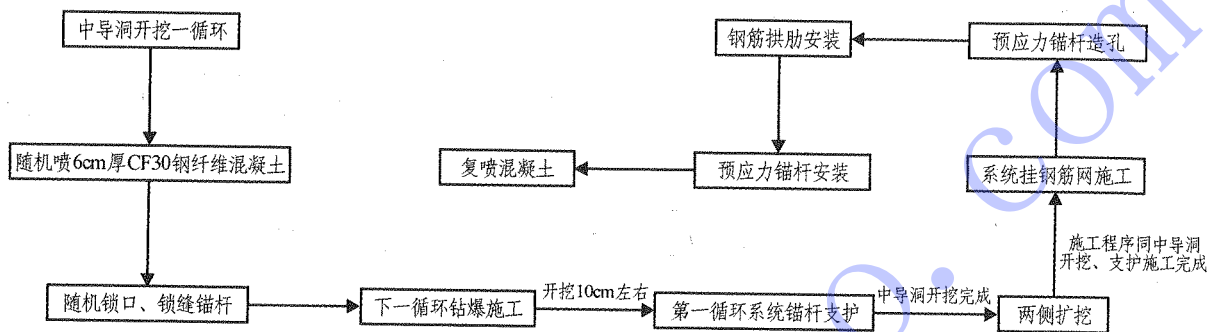 中导洞开挖一循环
钢筋拱肋安装
预应力锚杆造孔
随机喷6cm厚CF30钢纤维混凝土
复喷混凝土
预应力锚杆安装
系统挂钢筋网施工
施工程序同中导洞
开挖、支护施工完成
随机锁口、锁缝锚杆
下一循环钻爆施工
开挖10cm左右
第一循环系统锚杆支护
中导洞开挖完成
两侧扩挖
o.com